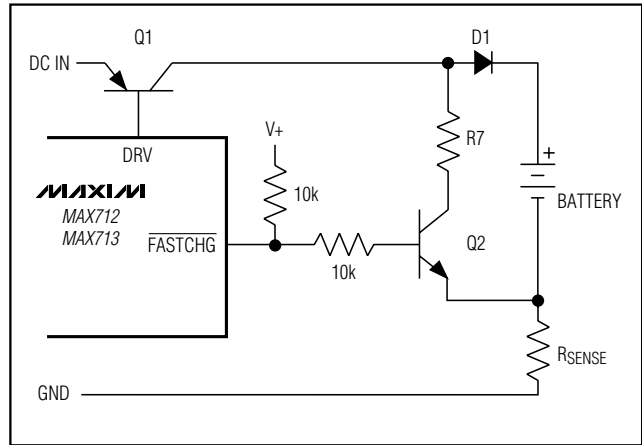 Q1
D1
DC IN
V+
R7
DRV
+
MAXIM
MAX712
MAX713
10k
BATTERY
FASTCHG
Q2
10k
RSENSE
GND